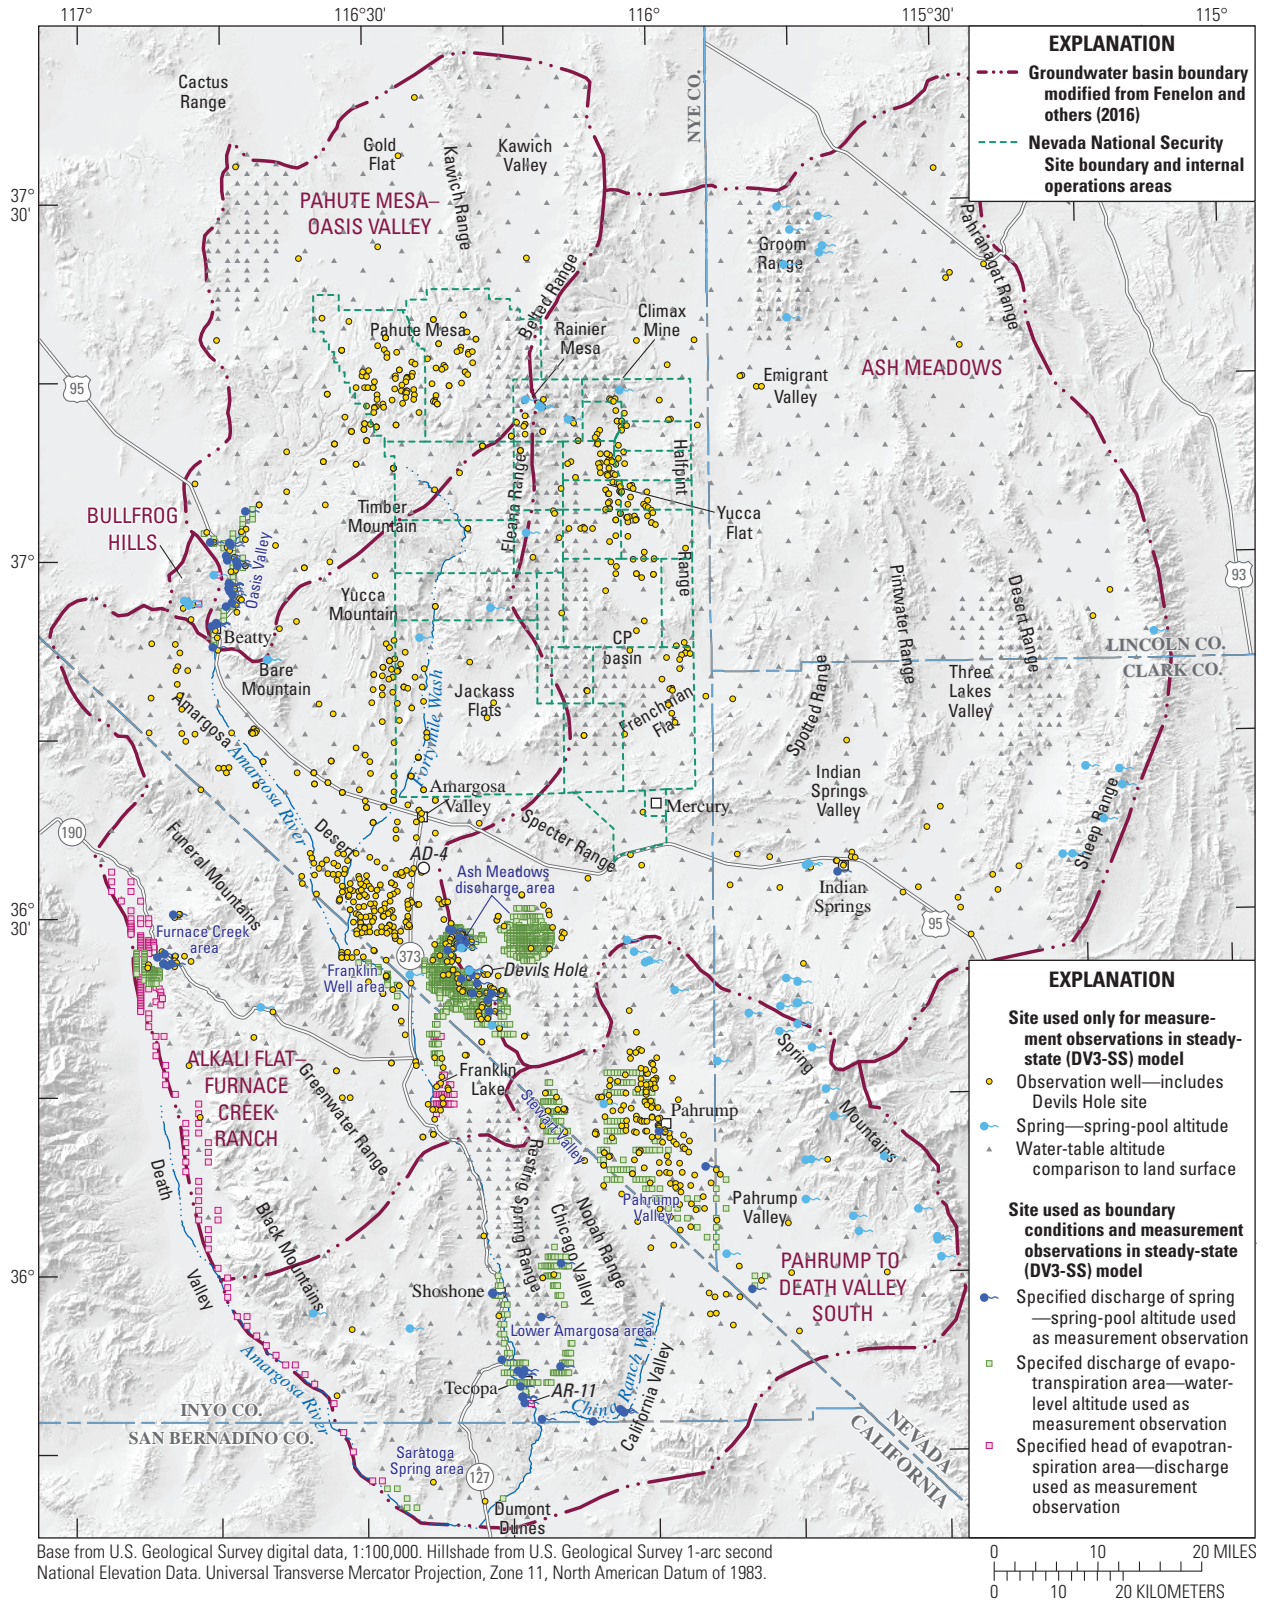 117°
116°30'
116°
115°30'
115°
EXPLANATION
Groundwater basin boundary
modified from Fenelon and
others (2016)
Nevada National Security
Site boundary and internal
operations areas
NYE CO.
Cactus
Range
Gold
Flat
Kawich Range
Kawich
Valley
37°
30'
PAHUTE MESA–
OASIS VALLEY
Groom
Range
Pahranagat Range
Belted Range
Climax
Mine
Pahute Mesa
Rainier
Mesa
ASH MEADOWS
95
Emigrant
Valley
Halfpint
Range
Eleana Range
Timber
Mountain
BULLFROG
HILLS
Yucca
Flat
37°
Oasis Valley
93
Yucca
Mountain
Pintwater Range
Desert Range
Beatty
CP
basin
LINCOLN CO.
CLARK CO.
Bare
Mountain
Fortymile Wash
Jackass
Flats
Frenchman
Flat
Spotted Range
Three
Lakes
Valley
Amargosa
Desert
Amargosa River
Amargosa
Valley
Mercury
Indian
Springs
Valley
Sheep Range
190
Funeral Mountains
Specter Range
AD-4
Ash Meadows
discharge area
Indian
Springs
95
36°
30'
Furnace Creek
area
373
Franklin
Well area
Devils Hole
ALKALI FLAT–
FURNACE
CREEK
RANCH
Greenwater Range
Franklin
Lake
Stewart Valley
Pahrump
Spring
Mountains
Death
Valley
Black Mountains
Resting Spring Range
Chicago Valley
Nopah Range
Pahrump
Valley
Pahrump
Valley
PAHRUMP TO
DEATH VALLEY
SOUTH
36°
Shoshone
Lower Amargosa area
Amargosa River
Tecopa
AR-11
China Ranch Wash
California Valley
INYO CO.
SAN BERNADINO CO.
NEVADA
CALIFORNIA
Saratoga
Spring area
127
Dumont
Dunes
EXPLANATION
Site used only for measure-
ment observations in steady-
state (DV3-SS) model
Observation well—includes
Devils Hole site
Spring—spring-pool altitude
Water-table altitude
comparison to land surface
Site used as boundary
conditions and measurement
observations in steady-state
(DV3-SS) model
Specified discharge of spring
—spring-pool altitude used
as measurement observation
Specifed discharge of evapo-
transpiration area—water-
level altitude used as
measurement observation
Specified head of evapotran-
spiration area—discharge
used as measurement
observation
Base from U.S. Geological Survey digital data, 1:100,000. Hillshade from U.S. Geological Survey 1-arc second
National Elevation Data. Universal Transverse Mercator Projection, Zone 11, North American Datum of 1983.
0 10 20 MILES
0 10 20 KILOMETERS